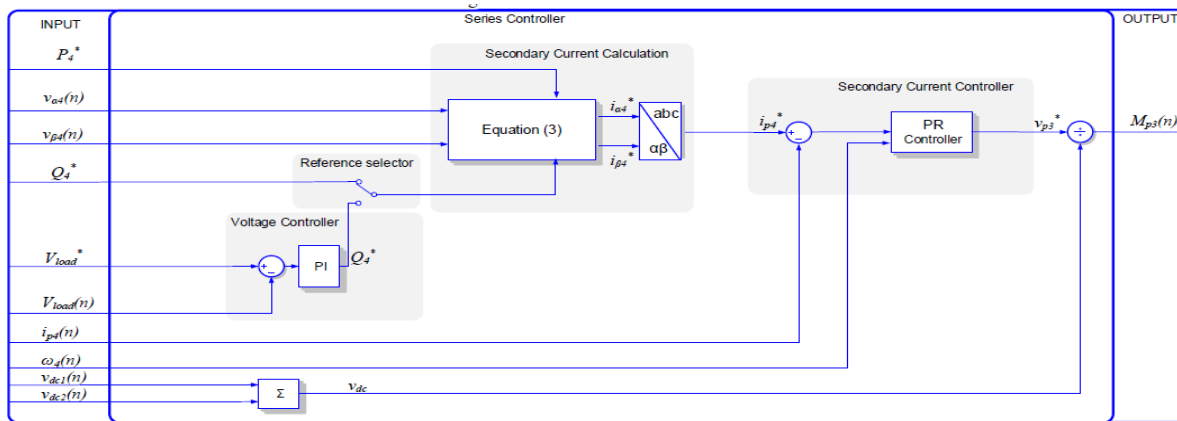 INPUT
Series Controller
OUTPUT
P4*
Secondary Current Calculation
vα4(n)
vβ4(n)
Equation (3)
iα4*
iβ4*
abc
αβ
Secondary Current Controller
ip4*
+
-
PR
Controller
vp3*
÷
Mp3(n)
Q4*
Reference selector
Voltage Controller
Vload*
+
-
PI
Q4*
Vload(n)
ip4(n)
ω4(n)
vdc1(n)
vdc2(n)
Σ
vdc